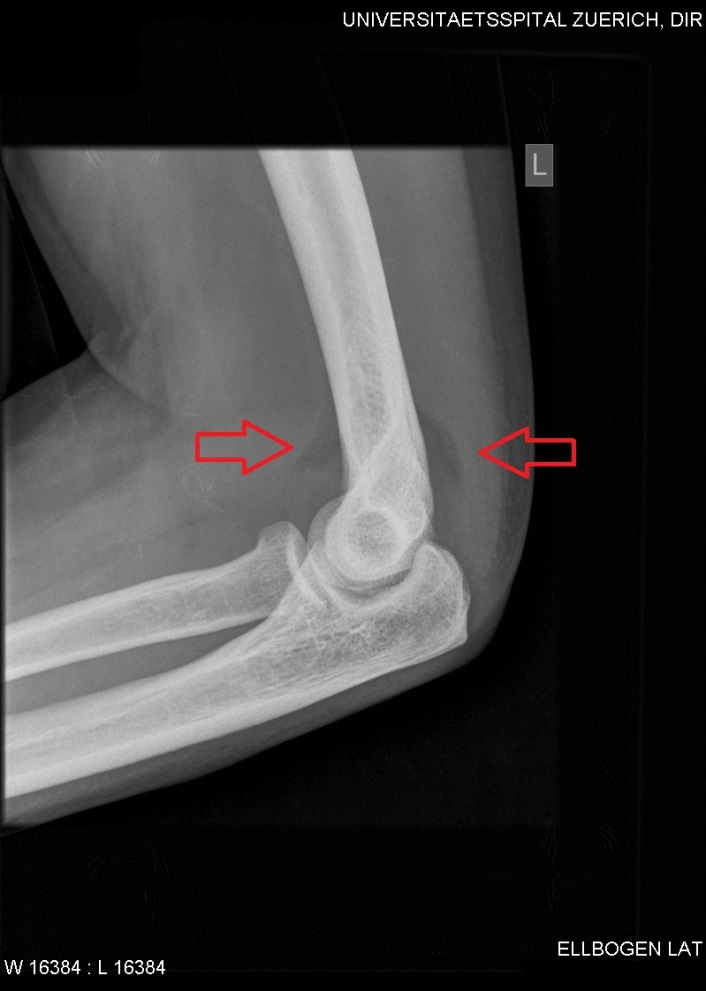 UNIVERSITAETSSPITAL ZUERICH, DIR
L
ELLBOGEN LAT
W 16384 : L 16384